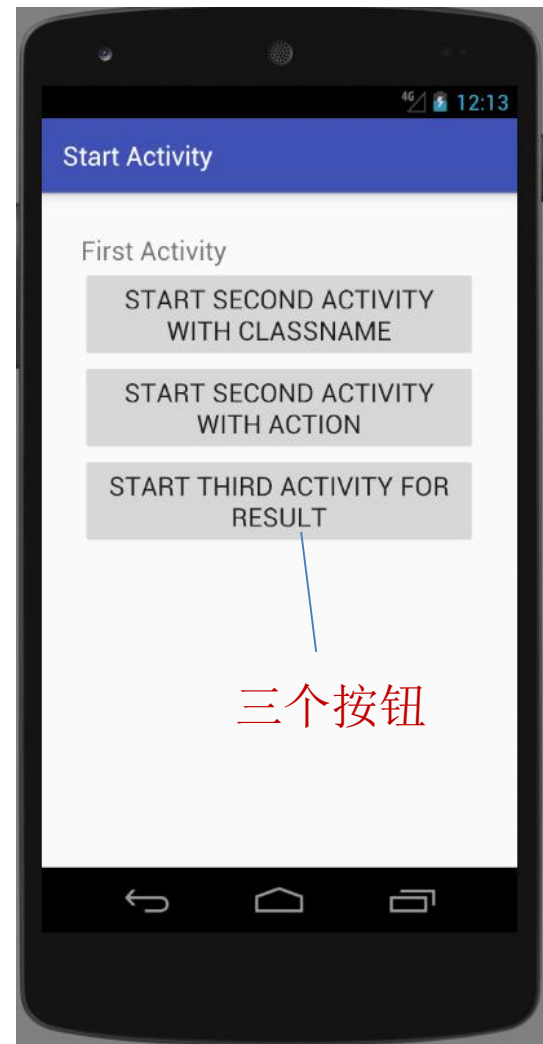 4G 12:13
Start Activity
First Activity
START SECOND ACTIVITY
WITH CLASSNAME
START SECOND ACTIVITY
WITH ACTION
START THIRD ACTIVITY FOR
RESULT
三个按钮